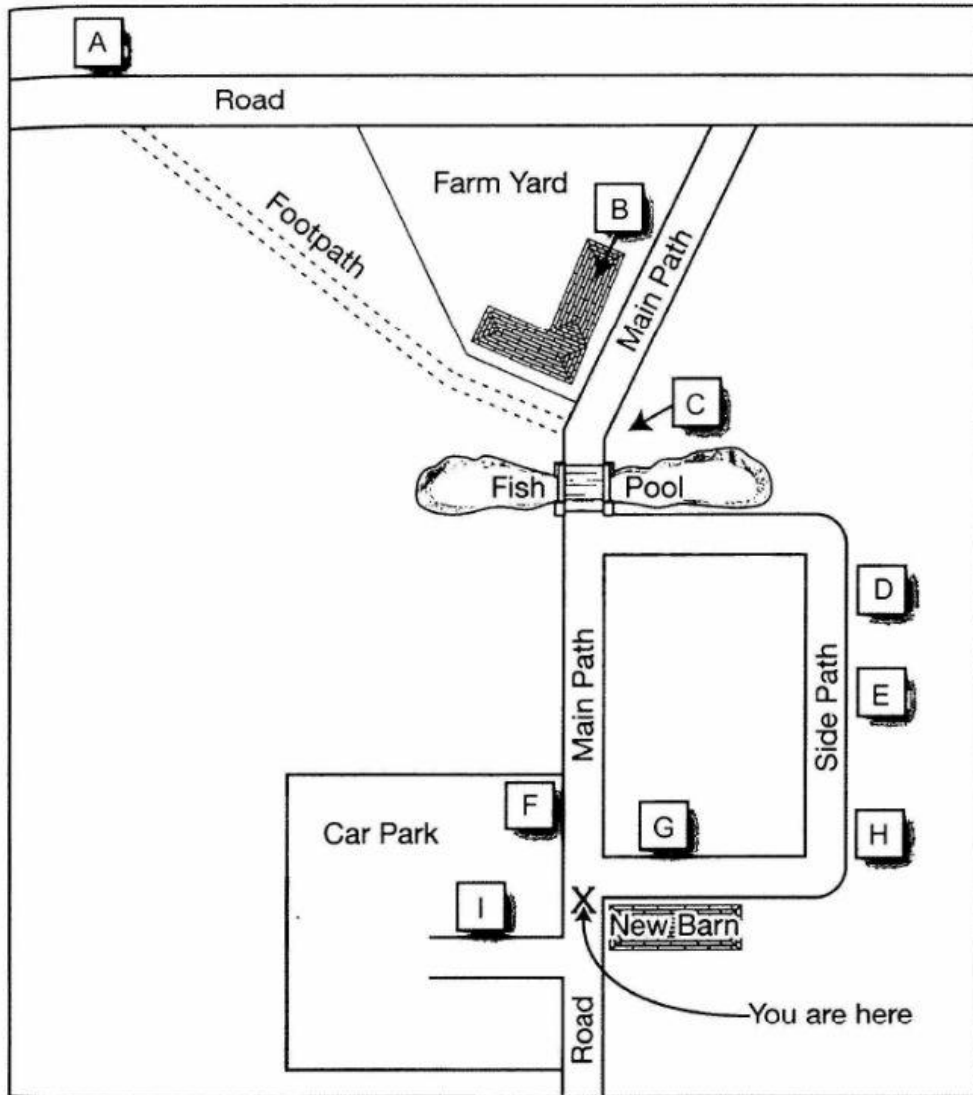 A
Road
Farm Yard
B
Footpath
Main Path
C
Fish Pool
D
Main Path
Side Path
E
F
G
H
Car Park
I
X
New Barn
You are here
Road